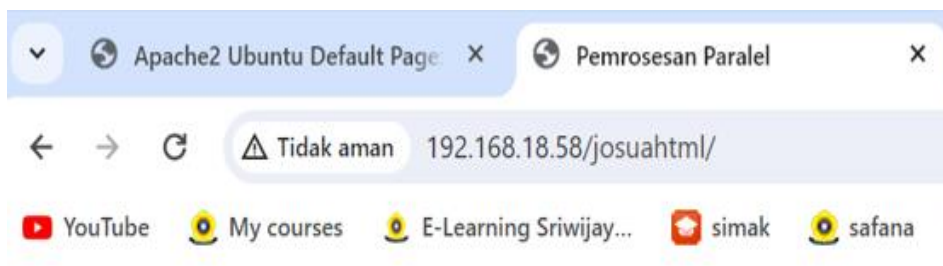 Apache2 Ubuntu Default Page: Pemrosesan Paralel
Tidak aman 192.168.18.58/josuahtml/
YouTube My courses E-Learning Sriwijay... simak safana